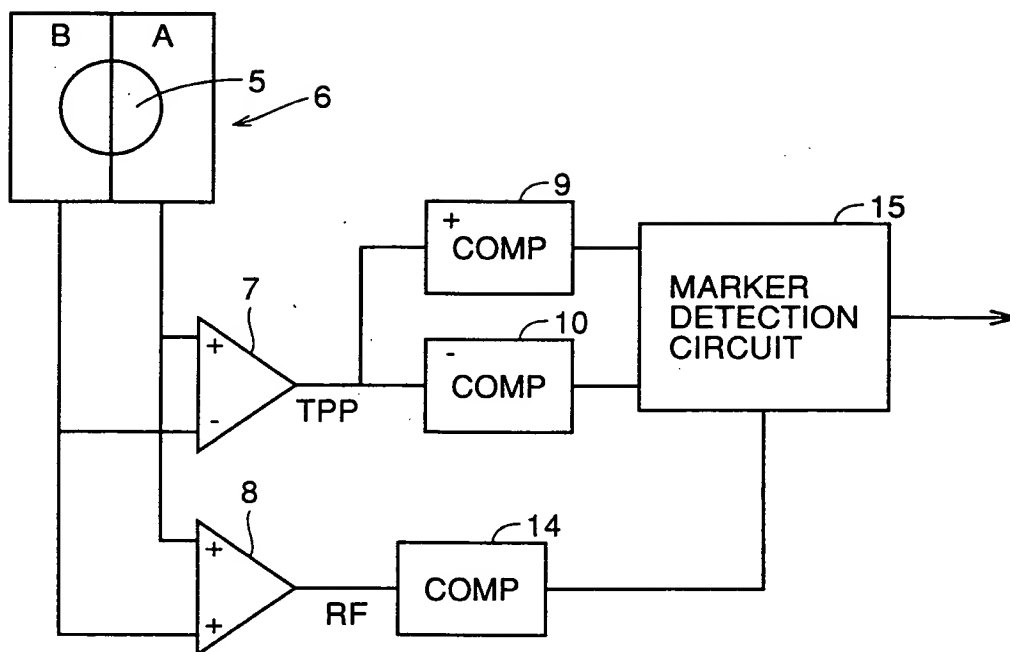 B A
5
6
9
+
COMP
15
7
+
-
TPP
10
-
COMP
MARKER
DETECTION
CIRCUIT
8
+
+
RF
14
COMP